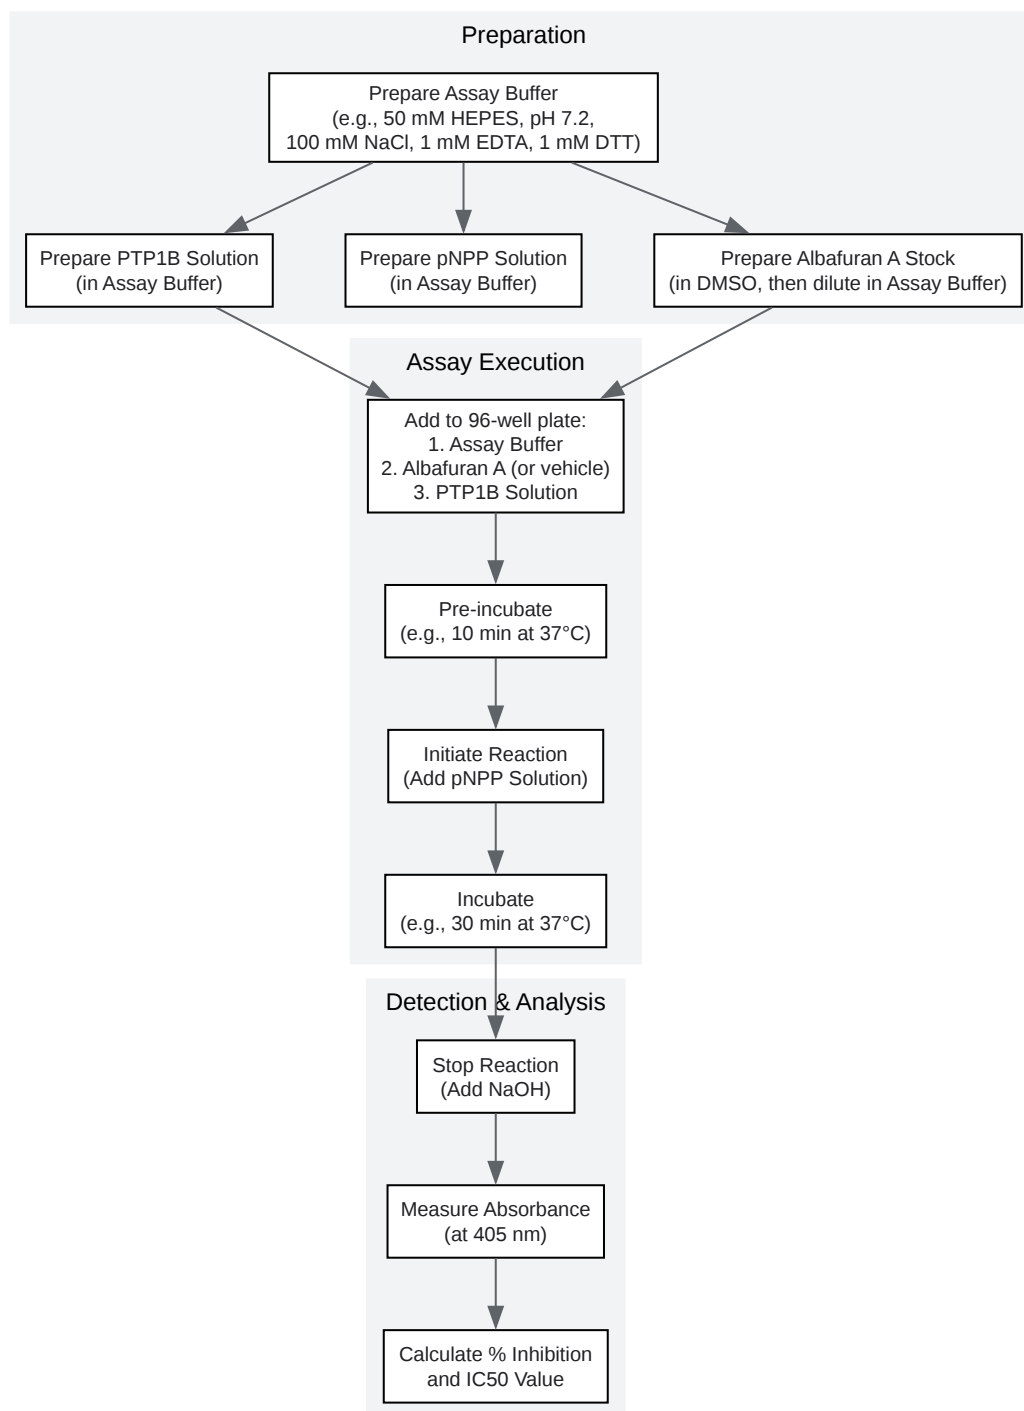 Preparation
Prepare Assay Buffer
(e.g., 50 mM HEPES, pH 7.2,
100 mM NaCl, 1 mM EDTA, 1 mM DTT)
Prepare PTP1B Solution
(in Assay Buffer)
Prepare pNPP Solution
(in Assay Buffer)
Prepare Albafuran A Stock
(in DMSO, then dilute in Assay Buffer)
Assay Execution
Add to 96-well plate:
1. Assay Buffer
2. Albafuran A (or vehicle)
3. PTP1B Solution
Pre-incubate
(e.g., 10 min at 37°C)
Initiate Reaction
(Add pNPP Solution)
Incubate
(e.g., 30 min at 37°C)
Detection & Analysis
Stop Reaction
(Add NaOH)
Measure Absorbance
(at 405 nm)
Calculate % Inhibition
and IC50 Value